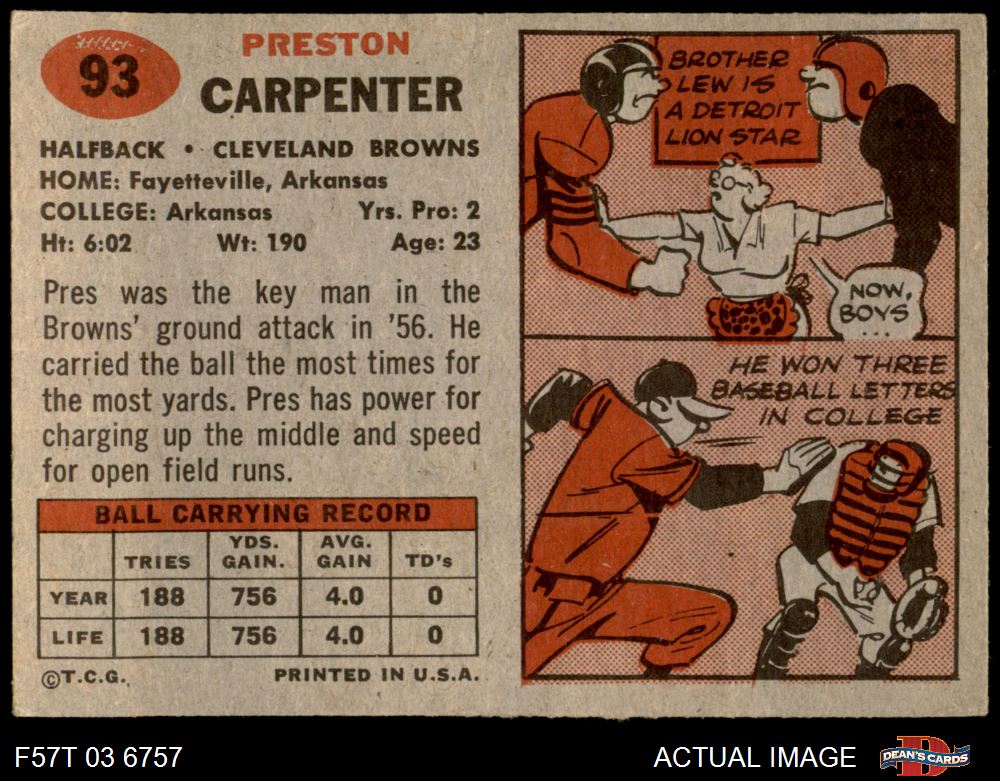 93
PRESTON
CARPENTER
HALFBACK • CLEVELAND BROWNS
HOME: Fayetteville, Arkansas
COLLEGE: Arkansas Yrs. Pro: 2
Ht: 6:02 Wt: 190 Age: 23
Pres was the key man in the
Browns' ground attack in '56. He
carried the ball the most times for
the most yards. Pres has power for
charging up the middle and speed
for open field runs.
BALL CARRYING RECORD
TRIES YDS. GAIN. AVG. GAIN TD's
YEAR 188 756 4.0 0
LIFE 188 756 4.0 0
©T.C.G. PRINTED IN U.S.A.
BROTHER
LEW IS
A DETROIT
LION STAR
NOW,
BOYS
...
HE WON THREE
BASEBALL LETTERS
IN COLLEGE
F57T 03 6757 ACTUAL IMAGE
D
DEAN'S CARDS